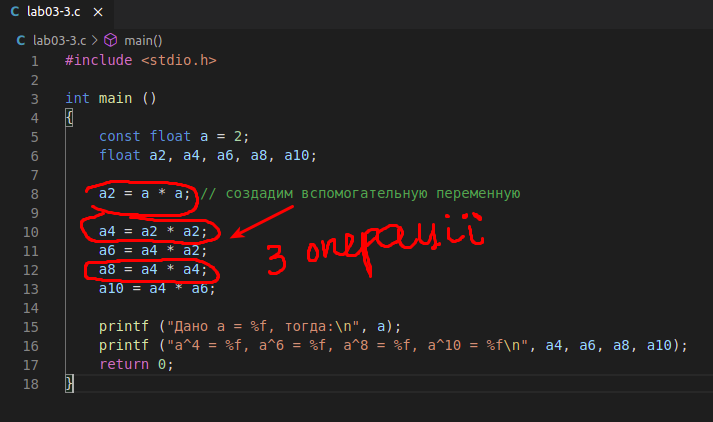 C lab03-3.c ×
C lab03-3.c > main()
1 #include <stdio.h>
2
3 int main ()
4 {
5 const float a = 2;
6 float a2, a4, a6, a8, a10;
7
8 a2 = a * a; // создадим вспомогательную переменную
9
10 a4 = a2 * a2;
11 a6 = a4 * a2;
12 a8 = a4 * a4;
13 a10 = a4 * a6;
14
15 printf ("Дано a = %f, тогда:\n", a);
16 printf ("a^4 = %f, a^6 = %f, a^8 = %f, a^10 = %f\n", a4, a6, a8, a10);
17 return 0;
18 }
3 операції